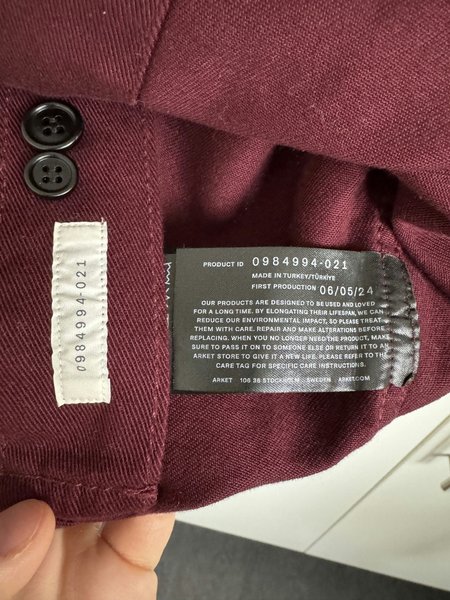 0984994-021
PRODUCT ID 0984994-021
MADE IN TURKEY/TÜRKİYE
FIRST PRODUCTION 06/05/24
OUR PRODUCTS ARE DESIGNED TO BE USED AND LOVED
FOR A LONG TIME. BY ELONGATING THEIR LIFESPAN, WE CAN
REDUCE OUR ENVIRONMENTAL IMPACT, SO PLEASE TREAT
THEM WITH CARE. REPAIR AND MAKE ALTERATIONS BEFORE
REPLACING. WHEN YOU NO LONGER NEED THE PRODUCT, MAKE
SURE TO PASS IT ON TO SOMEONE ELSE OR RETURN IT TO AN
ARKET STORE TO GIVE IT A NEW LIFE. PLEASE REFER TO THE
CARE TAG FOR SPECIFIC CARE INSTRUCTIONS.
ARKET 106 38 STOCKHOLM SWEDEN ARKET.COM